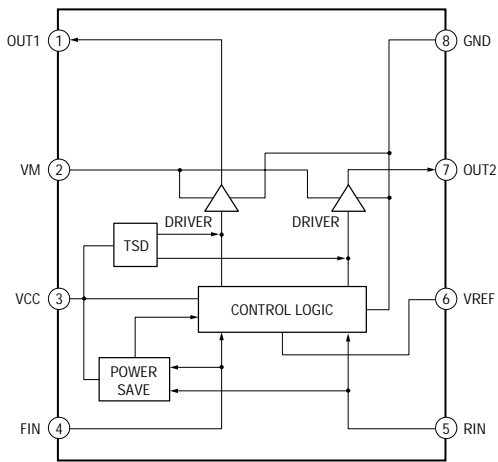 OUT1 1
8 GND
VM 2
7 OUT2
DRIVER
DRIVER
TSD
VCC 3
CONTROL LOGIC
6 VREF
POWER
SAVE
FIN 4
5 RIN